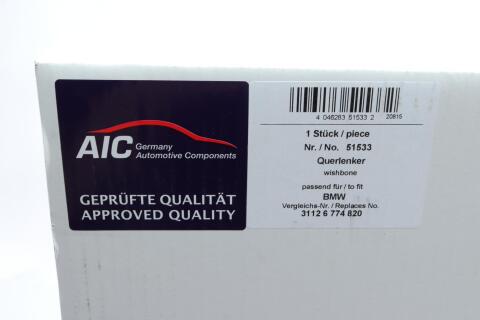 AIC Germany
Automotive Components
GEPRÜFTE QUALITÄT
APPROVED QUALITY
4 046283 51533 2
20815
1 Stück / piece
Nr. / No. 51533
Querlenker
wishbone
passend für / to fit
BMW
Vergleichs-Nr. / Replaces No.
3112 6 774 820